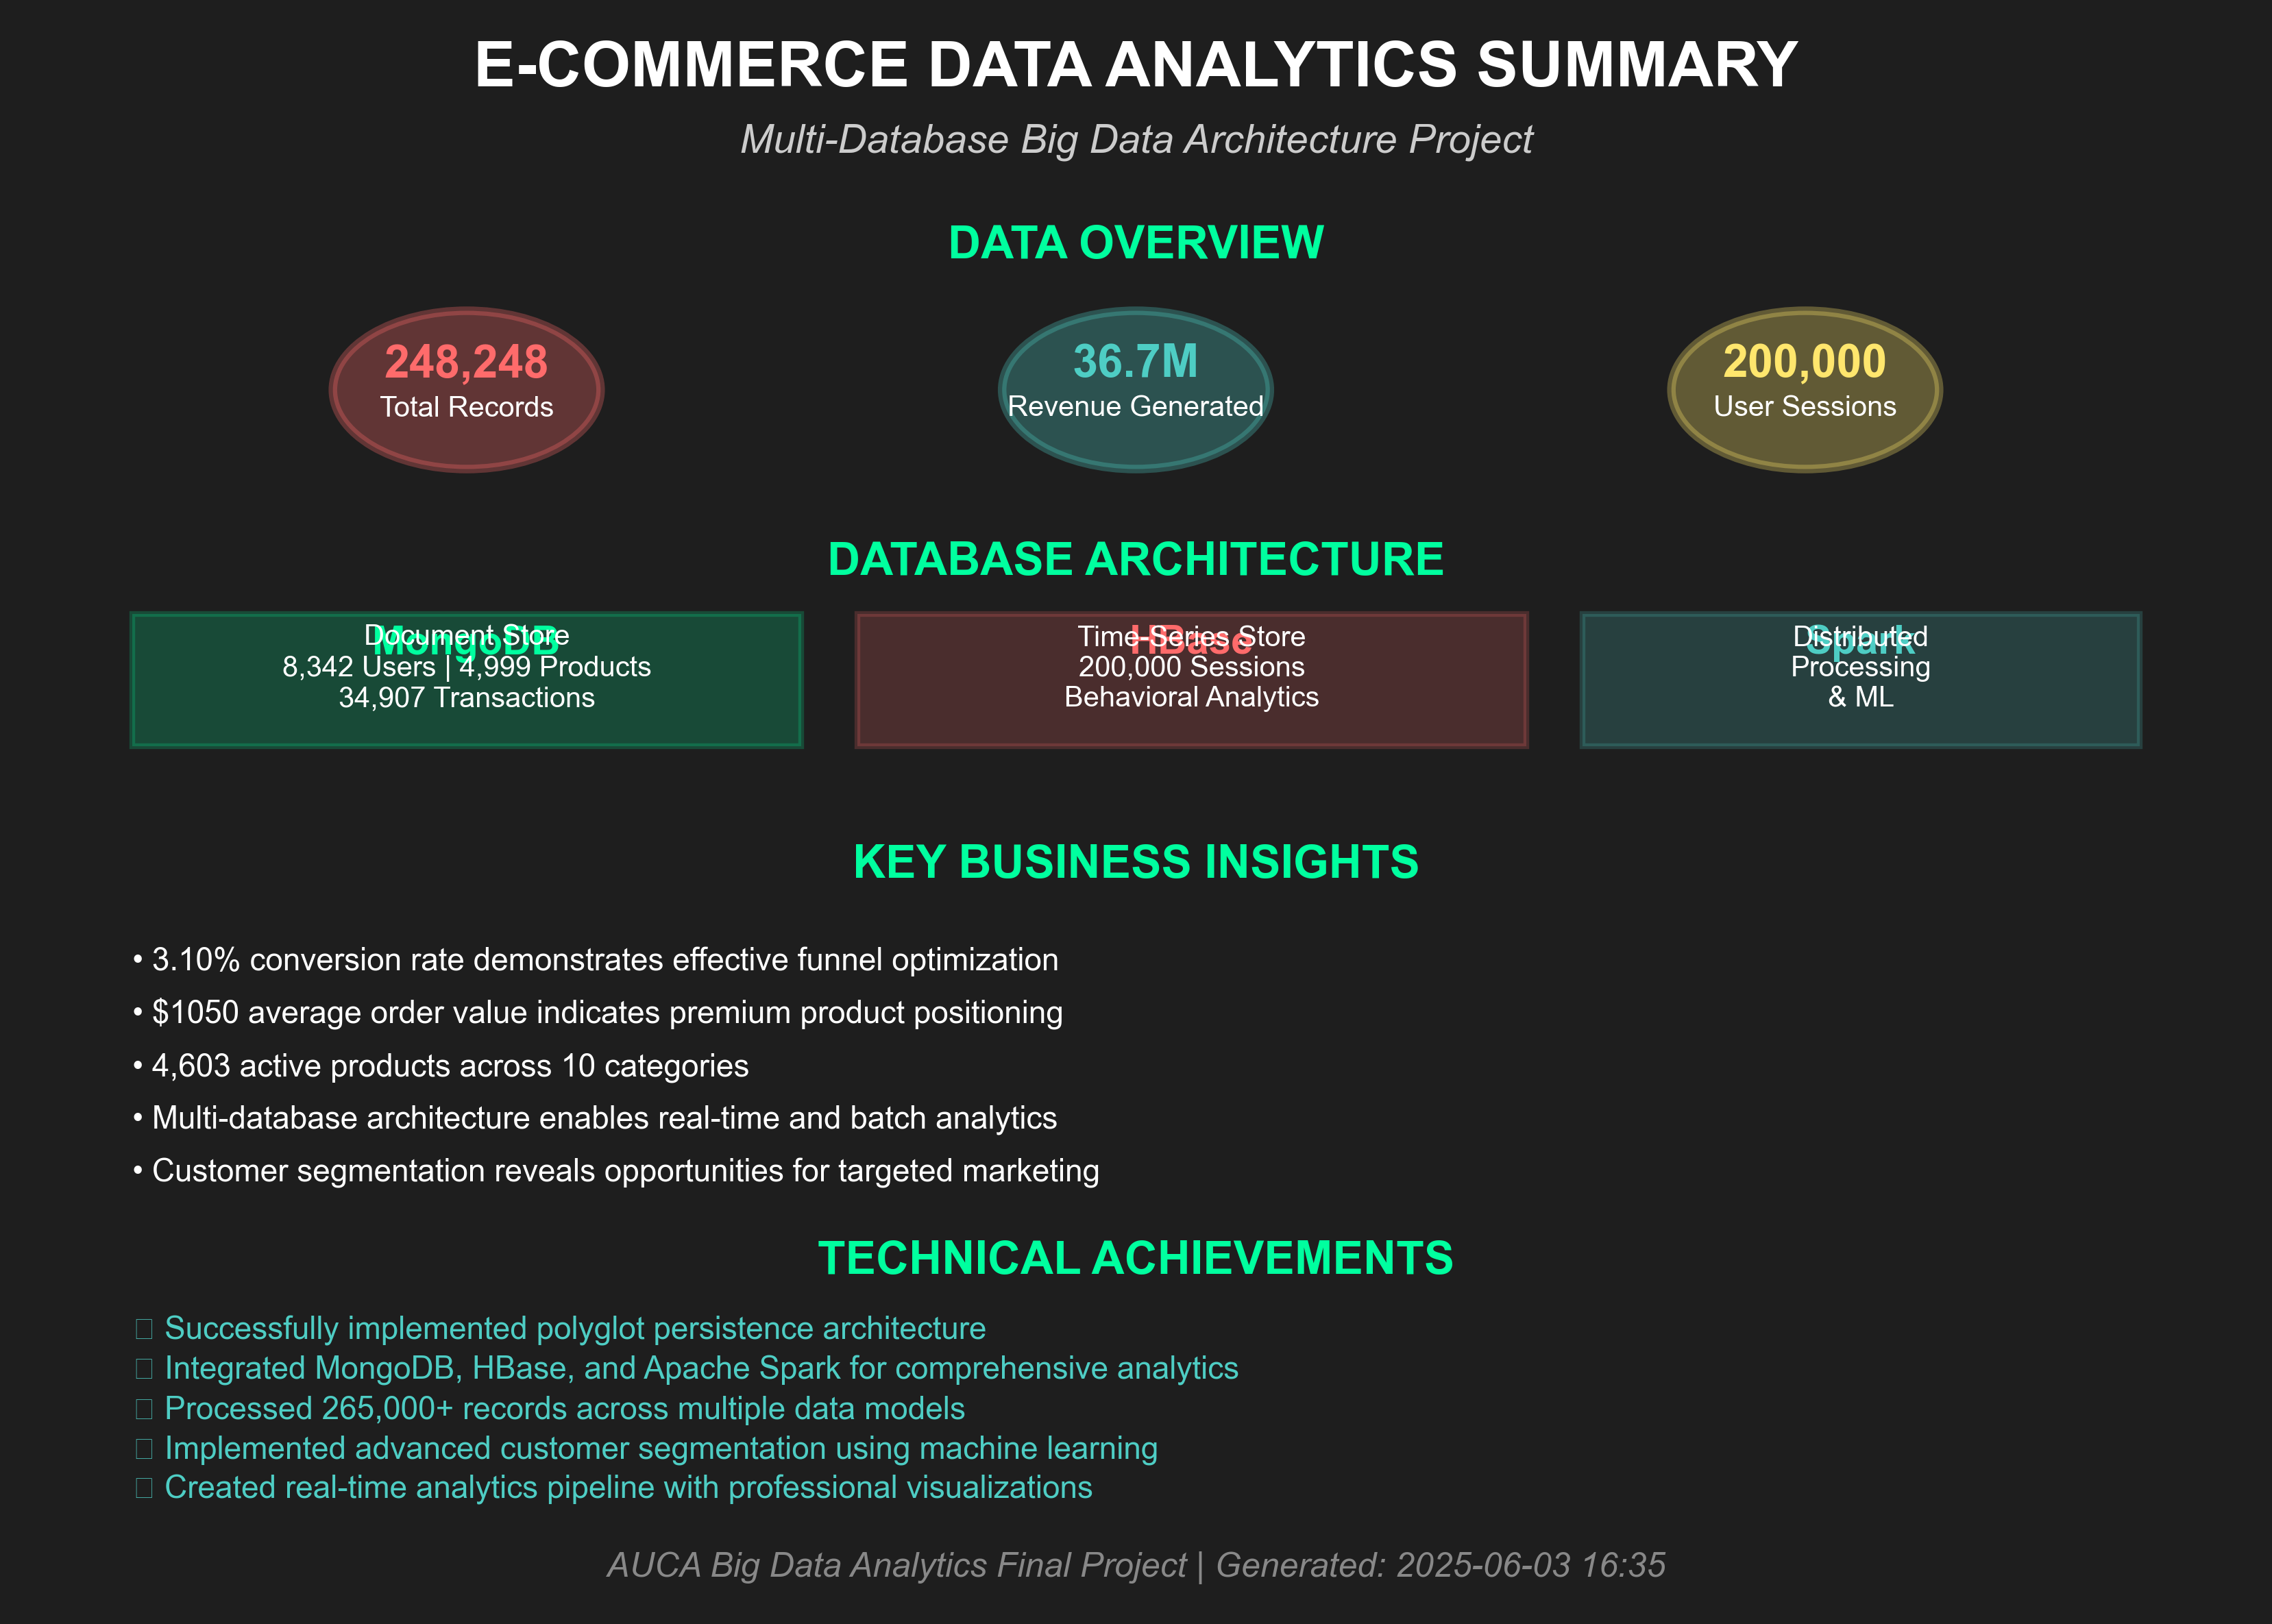 E-COMMERCE DATA ANALYTICS SUMMARY
Multi-Database Big Data Architecture Project
DATA OVERVIEW
248,248
Total Records
36.7M
Revenue Generated
200,000
User Sessions
DATABASE ARCHITECTURE
MongoDB
Document Store
8,342 Users | 4,999 Products
34,907 Transactions
HBase
Time-Series Store
200,000 Sessions
Behavioral Analytics
Spark
Distributed
Processing
& ML
KEY BUSINESS INSIGHTS
• 3.10% conversion rate demonstrates effective funnel optimization
• $1050 average order value indicates premium product positioning
• 4,603 active products across 10 categories
• Multi-database architecture enables real-time and batch analytics
• Customer segmentation reveals opportunities for targeted marketing
TECHNICAL ACHIEVEMENTS
Successfully implemented polyglot persistence architecture
Integrated MongoDB, HBase, and Apache Spark for comprehensive analytics
Processed 265,000+ records across multiple data models
Implemented advanced customer segmentation using machine learning
Created real-time analytics pipeline with professional visualizations
AUCA Big Data Analytics Final Project | Generated: 2025-06-03 16:35